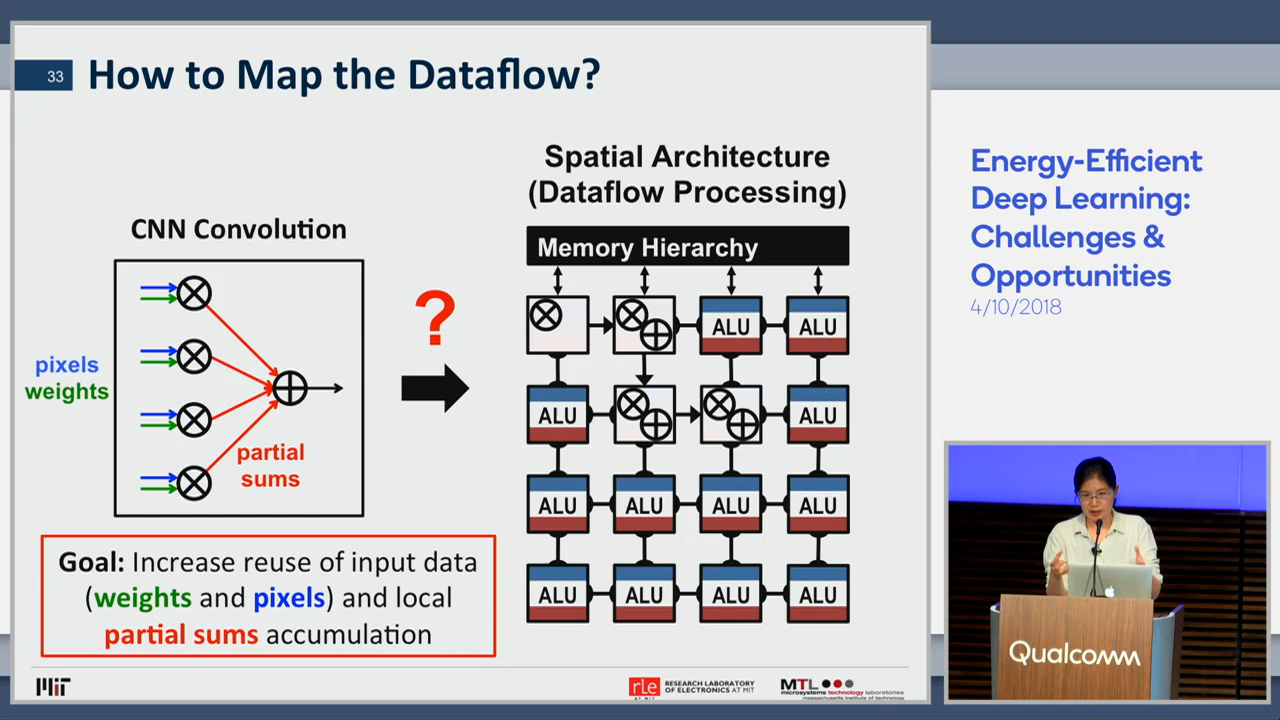 33
How to Map the Dataflow?
Spatial Architecture
(Dataflow Processing)
CNN Convolution
Memory Hierarchy
pixels
weights
partial
sums
?
ALU ALU
ALU ALU
ALU ALU ALU ALU
ALU ALU ALU ALU
Goal: Increase reuse of input data
(weights and pixels) and local
partial sums accumulation
MIT
rle
AT MIT
RESEARCH LABORATORY
OF ELECTRONICS AT MIT
MTL
microsystems technology laboratories
massachusetts institute of technology
Energy-Efficient
Deep Learning:
Challenges &
Opportunities
4/10/2018
Qualcomm